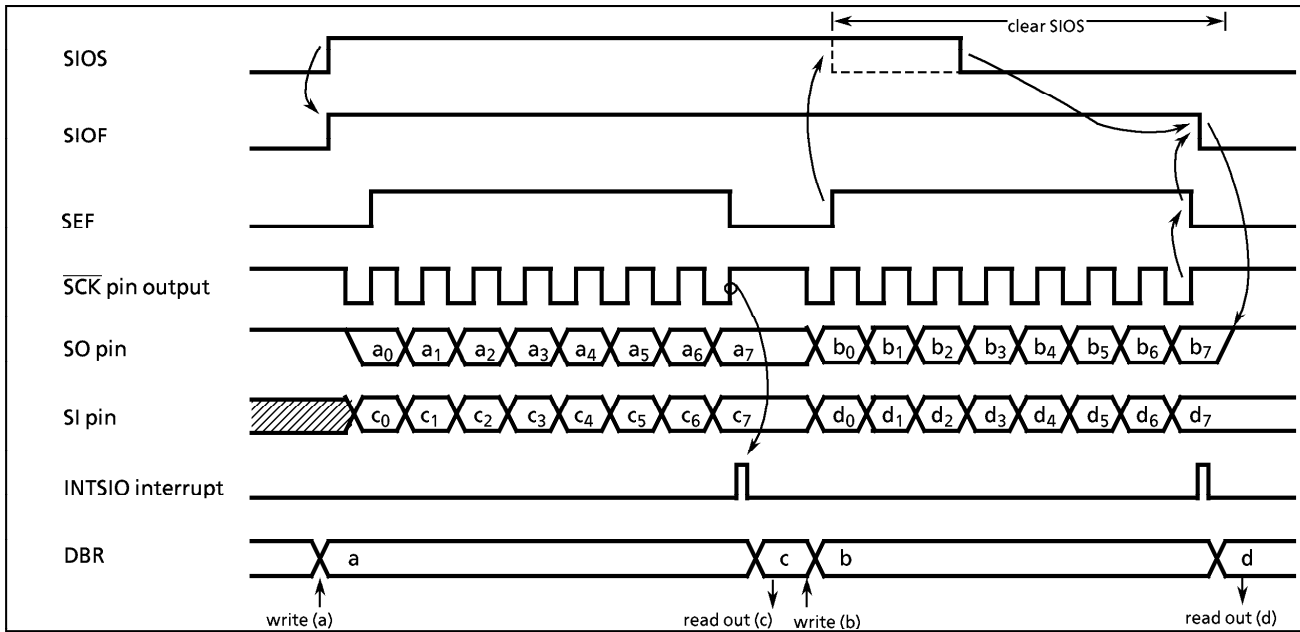 clear SIOS
SIOS
SIOF
SEF
S̅C̅K̅ pin output
SO pin a₀ a₁ a₂ a₃ a₄ a₅ a₆ a₇ b₀ b₁ b₂ b₃ b₄ b₅ b₆ b₇
SI pin c₀ c₁ c₂ c₃ c₄ c₅ c₆ c₇ d₀ d₁ d₂ d₃ d₄ d₅ d₆ d₇
INTSIO interrupt
DBR a c b d
write (a) read out (c) write (b) read out (d)